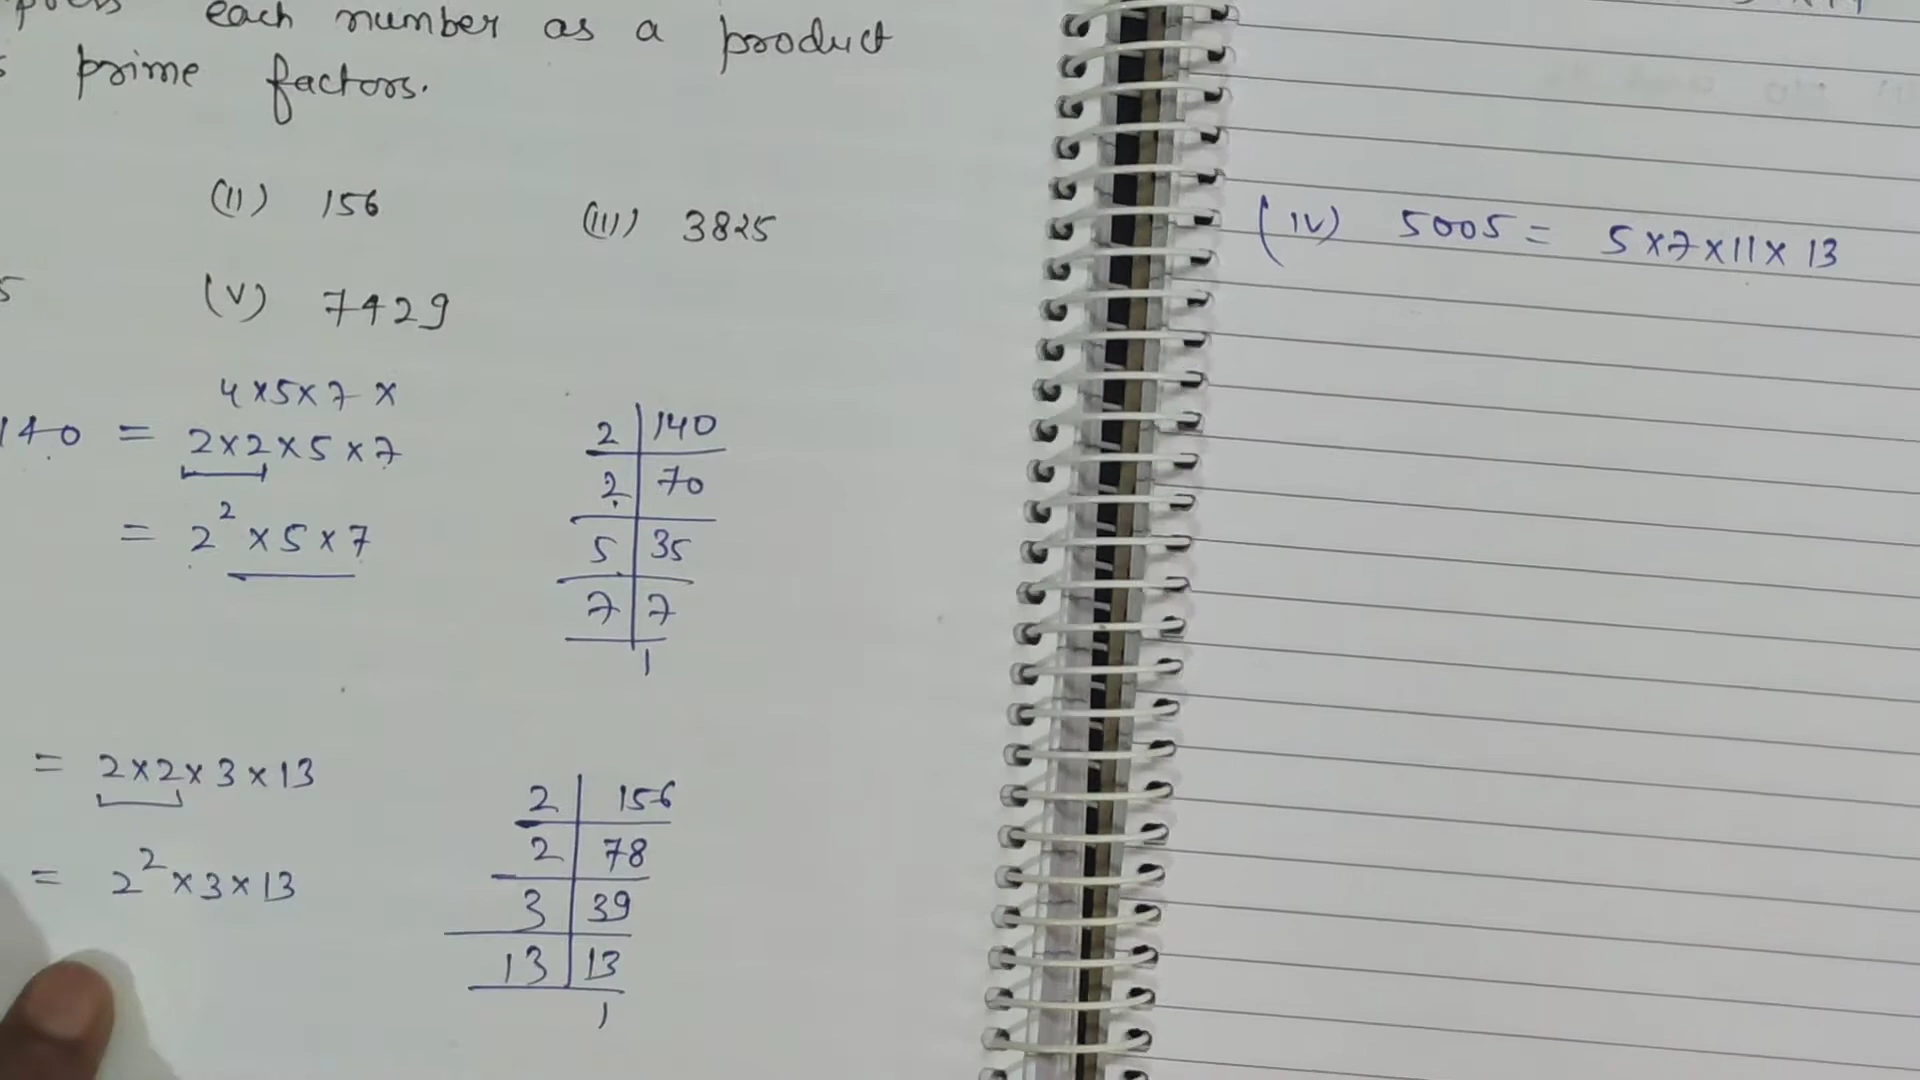 each number as a product
prime factors.
(II) 156 (III) 3825
5 (V) 7429
4×5×7 ×
140 = 2×2×5×7
= 2² ×5×7
2 | 140
2 | 70
5 | 35
7 | 7
1
= 2×2×3×13
= 2²×3×13
2 | 156
2 | 78
3 | 39
13 | 13
1
(IV) 5005 = 5×7×11×13